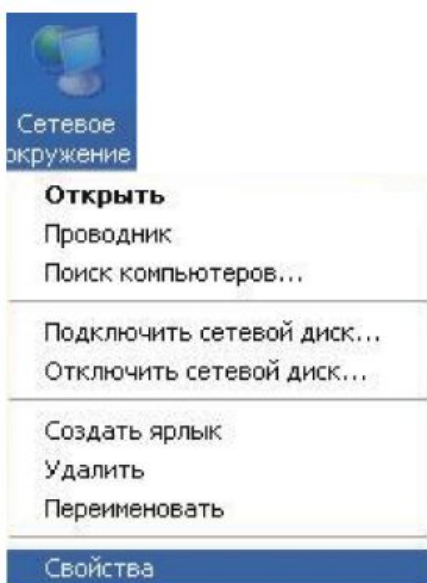 Сетевое
окружение
Открыть
Проводник
Поиск компьютеров...
Подключить сетевой диск...
Отключить сетевой диск...
Создать ярлык
Удалить
Переименовать
Свойства